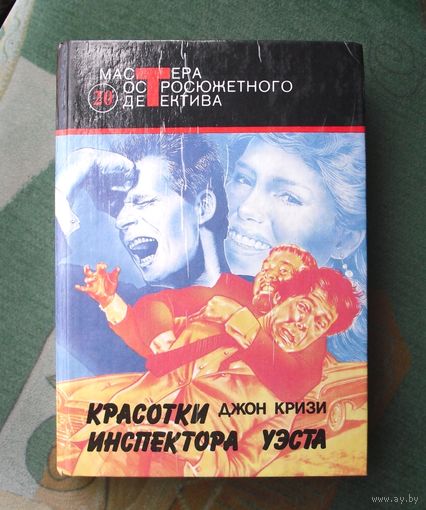 МАСТЕРА
20 ОСТРОСЮЖЕТНОГО
ДЕТЕКТИВА
КРАСОТКИ ДЖОН КРИЗИ
ИНСПЕКТОРА УЭСТА
www.ay.by